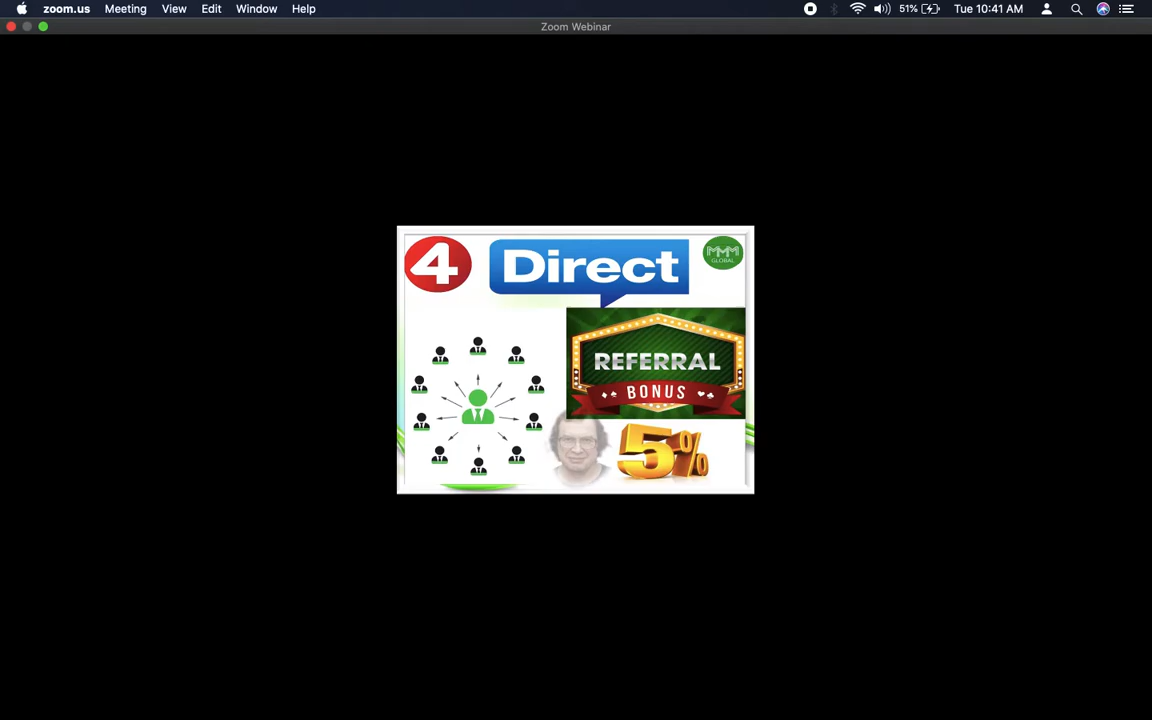 zoom.us Meeting View Edit Window Help 51% Tue 10:41 AM
Zoom Webinar
4 Direct
MMM
GLOBAL
REFERRAL
BONUS
5%